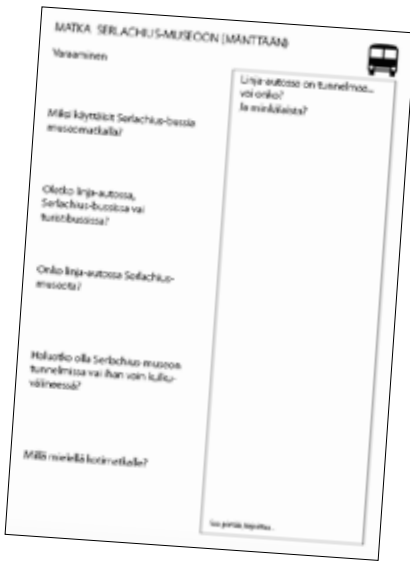 MATKA SERLACHIUS-MUSEOON (MÄNTTÄÄN)
Varaaminen
Miksi käyttäisit Serlachius-bussia
museomatkalla?
Oletko linja-autossa,
Serlachius-bussissa vai
turistibussissa?
Onko linja-autossa Serlachius-
museota?
Haluatko olla Serlachius-museon
tunnelmissa vai ihan vain kulku-
välineessä?
Millä mielellä kotimatkalle?
Linja-autossa on tunnelmaa...
vai onko?
Ja minkälaista?